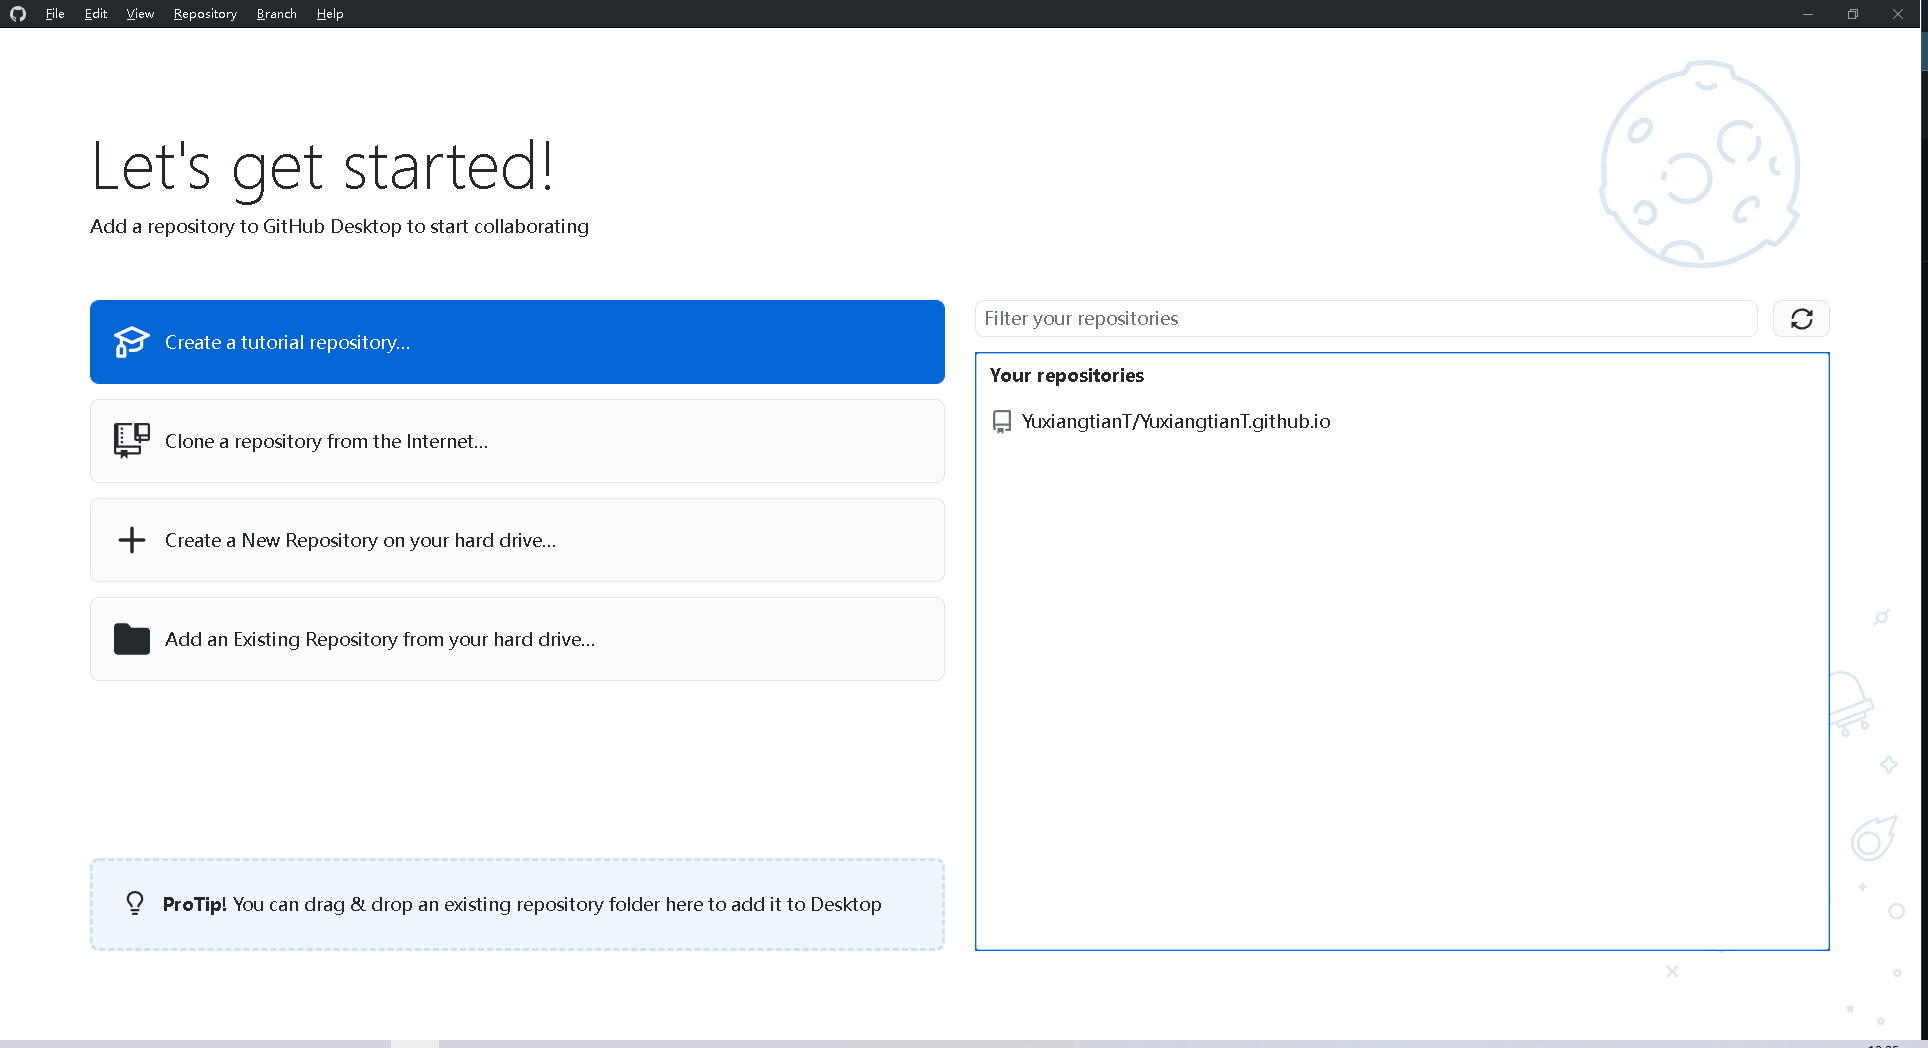 File Edit View Repository Branch Help
Let's get started!
Add a repository to GitHub Desktop to start collaborating
Create a tutorial repository...
Clone a repository from the Internet...
Create a New Repository on your hard drive...
Add an Existing Repository from your hard drive...
ProTip! You can drag & drop an existing repository folder here to add it to Desktop
Filter your repositories
Your repositories
YuxiangtianT/YuxiangtianT.github.io